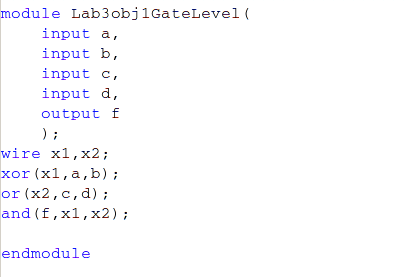 module Lab3obj1GateLevel(
    input a,
    input b,
    input c,
    input d,
    output f
    );
wire x1,x2;
xor(x1,a,b);
or(x2,c,d);
and(f,x1,x2);
endmodule